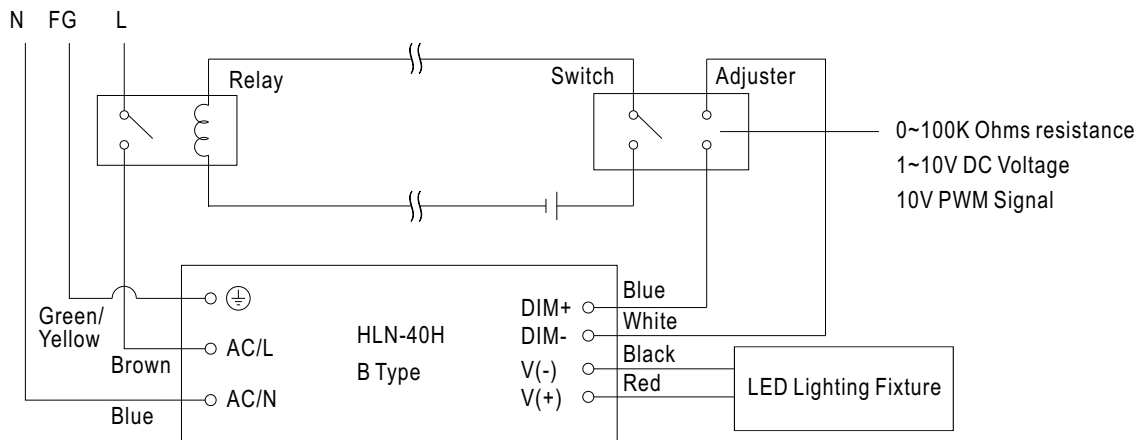 N FG L
Relay
Switch
Adjuster
0~100K Ohms resistance
1~10V DC Voltage
10V PWM Signal
Green/
Yellow
Brown
AC/L
Blue
AC/N
HLN-40H
B Type
DIM+
Blue
DIM-
White
V(-)
Black
V(+)
Red
LED Lighting Fixture